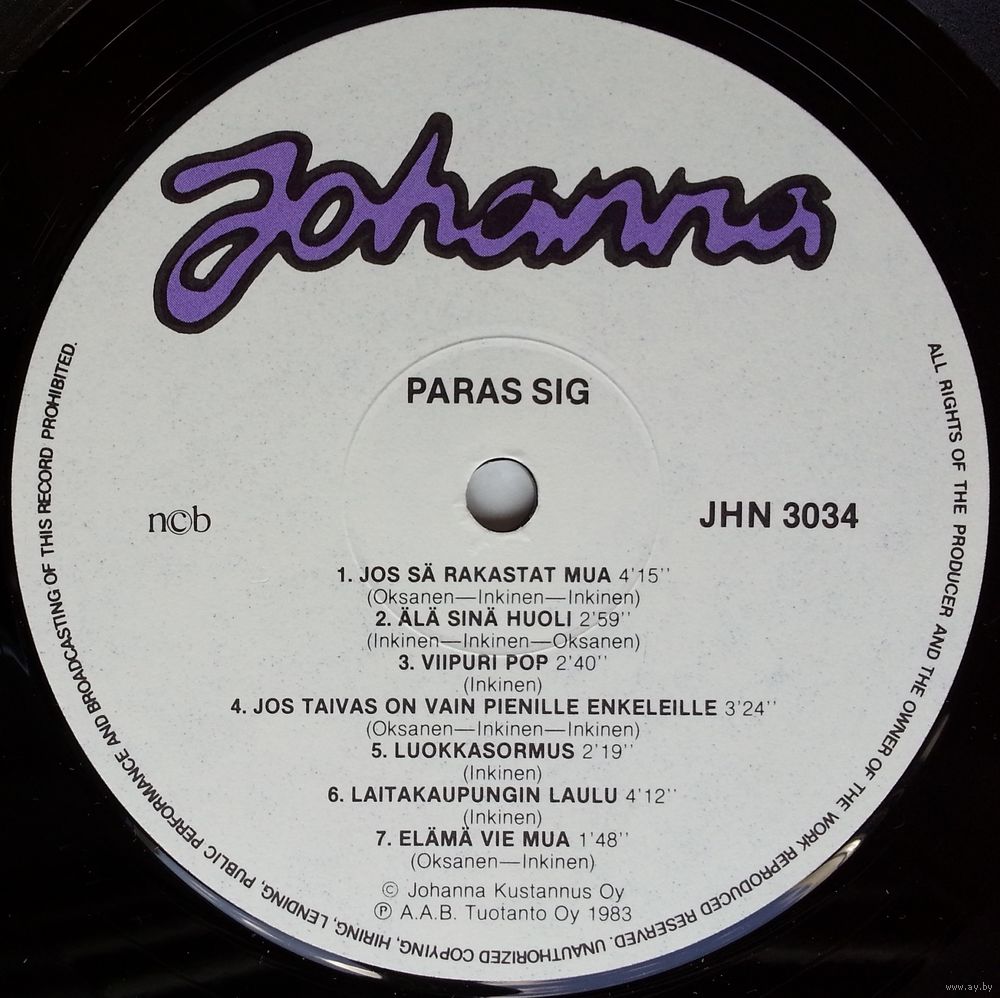 Johanna
PARAS SIG
ncb
JHN 3034
1. JOS SÄ RAKASTAT MUA 4'15''
(Oksanen—Inkinen—Inkinen)
2. ÄLÄ SINÄ HUOLI 2'59''
(Inkinen—Inkinen—Oksanen)
3. VIIPURI POP 2'40''
(Inkinen)
4. JOS TAIVAS ON VAIN PIENILLE ENKELEILLE 3'24''
(Oksanen—Inkinen—Inkinen)
5. LUOKKASORMUS 2'19''
(Inkinen)
6. LAITAKAUPUNGIN LAULU 4'12''
(Inkinen)
7. ELÄMÄ VIE MUA 1'48''
(Oksanen—Inkinen)
© Johanna Kustannus Oy
℗ A.A.B. Tuotanto Oy 1983
ALL RIGHTS OF THE PRODUCER AND THE OWNER OF THE WORK REPRODUCED RESERVED. UNAUTHORIZED COPYING, HIRING, LENDING, PUBLIC PERFORMANCE AND BROADCASTING OF THIS RECORD PROHIBITED.
www.ay.by